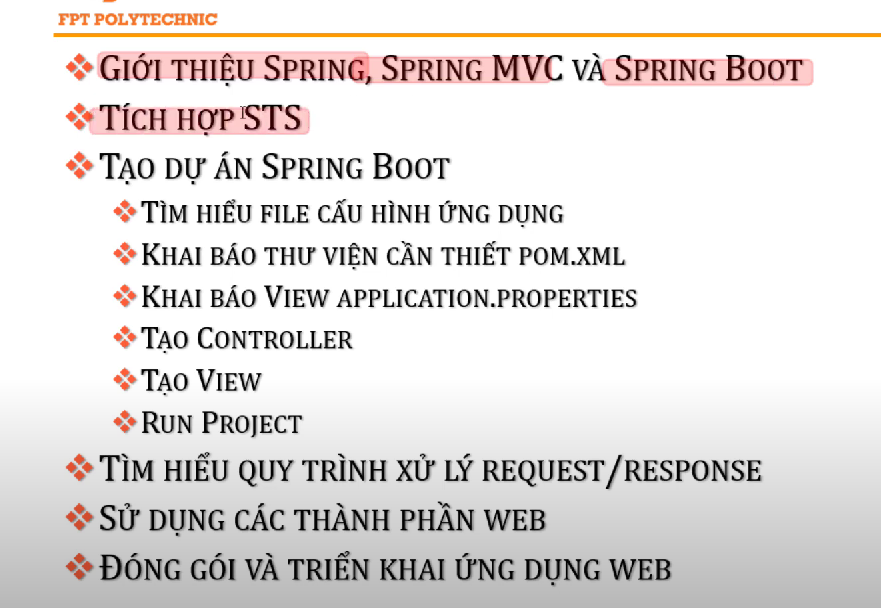 FPT POLYTECHNIC
GIỚI THIỆU SPRING, SPRING MVC VÀ SPRING BOOT
TÍCH HỢP STS
TẠO DỰ ÁN SPRING BOOT
TÌM HIỂU FILE CẤU HÌNH ỨNG DỤNG
KHAI BÁO THƯ VIỆN CẦN THIẾT POM.XML
KHAI BÁO VIEW APPLICATION.PROPERTIES
TẠO CONTROLLER
TẠO VIEW
RUN PROJECT
TÌM HIỂU QUY TRÌNH XỬ LÝ REQUEST/RESPONSE
SỬ DỤNG CÁC THÀNH PHẦN WEB
ĐÓNG GÓI VÀ TRIỂN KHAI ỨNG DỤNG WEB